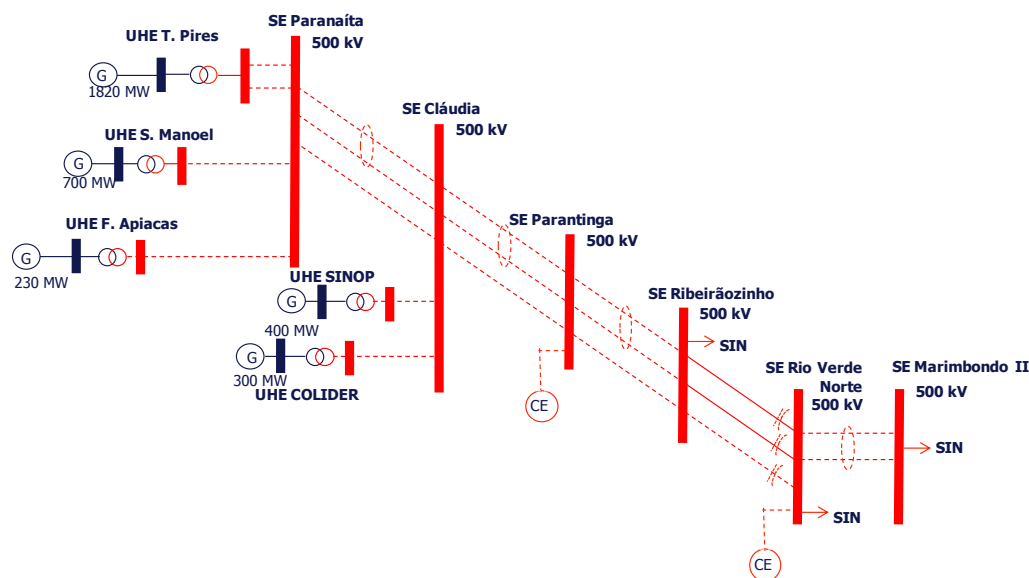 SE Paranaíta
500 kV
UHE T. Pires
G
1820 MW
SE Cláudia
500 kV
UHE S. Manoel
G
700 MW
SE Parantinga
500 kV
UHE F. Apiacas
G
230 MW
UHE SINOP
G
400 MW
SE Ribeirãozinho
500 kV
SIN
G
300 MW
UHE COLIDER
SE Rio Verde
Norte
500 kV
SE Marimbondo II
500 kV
CE
SIN
SIN
CE